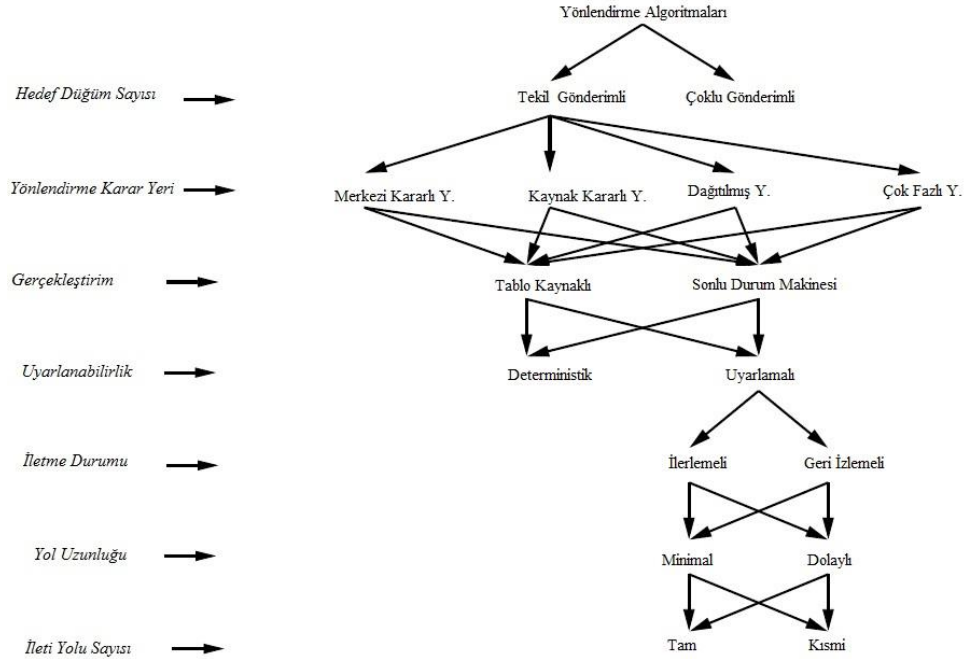 Yönlendirme Algoritmaları
Hedef Düğüm Sayısı
Tekil Gönderimli
Çoklu Gönderimli
Yönlendirme Karar Yeri
Merkezi Kararlı Y.
Kaynak Kararlı Y.
Dağıtılmış Y.
Çok Fazlı Y.
Gerçekleştirim
Tablo Kaynaklı
Sonlu Durum Makinesi
Uyarlanabilirlik
Deterministik
Uyarlamalı
İletme Durumu
İlerlemeli
Geri İzlemeli
Yol Uzunluğu
Minimal
Dolaylı
İleti Yolu Sayısı
Tam
Kısmi